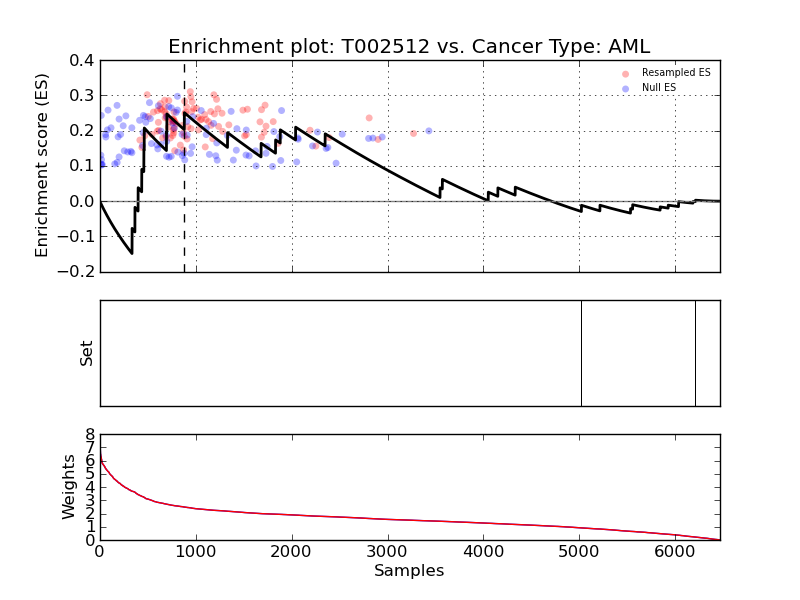 Enrichment plot: T002512 vs. Cancer Type: AML
Enrichment score (ES)
0.4
0.3
0.2
0.1
0.0
−0.1
−0.2
Resampled ES
Null ES
Set
Weights
8
7
6
5
4
3
2
1
0
0 1000 2000 3000 4000 5000 6000
Samples